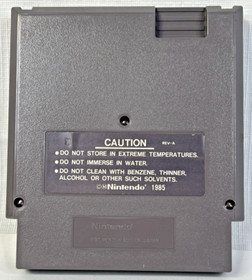 CAUTION REV-A
• DO NOT STORE IN EXTREME TEMPERATURES.
• DO NOT IMMERSE IN WATER.
• DO NOT CLEAN WITH BENZENE, THINNER,
ALCOHOL OR OTHER SUCH SOLVENTS.
©Nintendo 1985